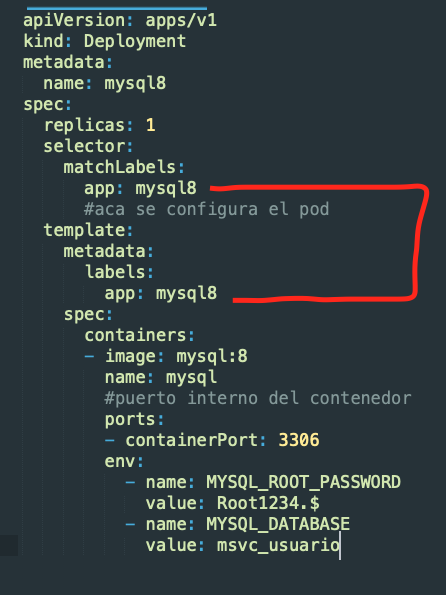 apiVersion: apps/v1
kind: Deployment
metadata:
  name: mysql8
spec:
  replicas: 1
  selector:
    matchLabels:
      app: mysql8
      #aca se configura el pod
  template:
    metadata:
      labels:
        app: mysql8
    spec:
      containers:
      - image: mysql:8
        name: mysql
        #puerto interno del contenedor
        ports:
        - containerPort: 3306
        env:
          - name: MYSQL_ROOT_PASSWORD
            value: Root1234.$
          - name: MYSQL_DATABASE
            value: msvc_usuario